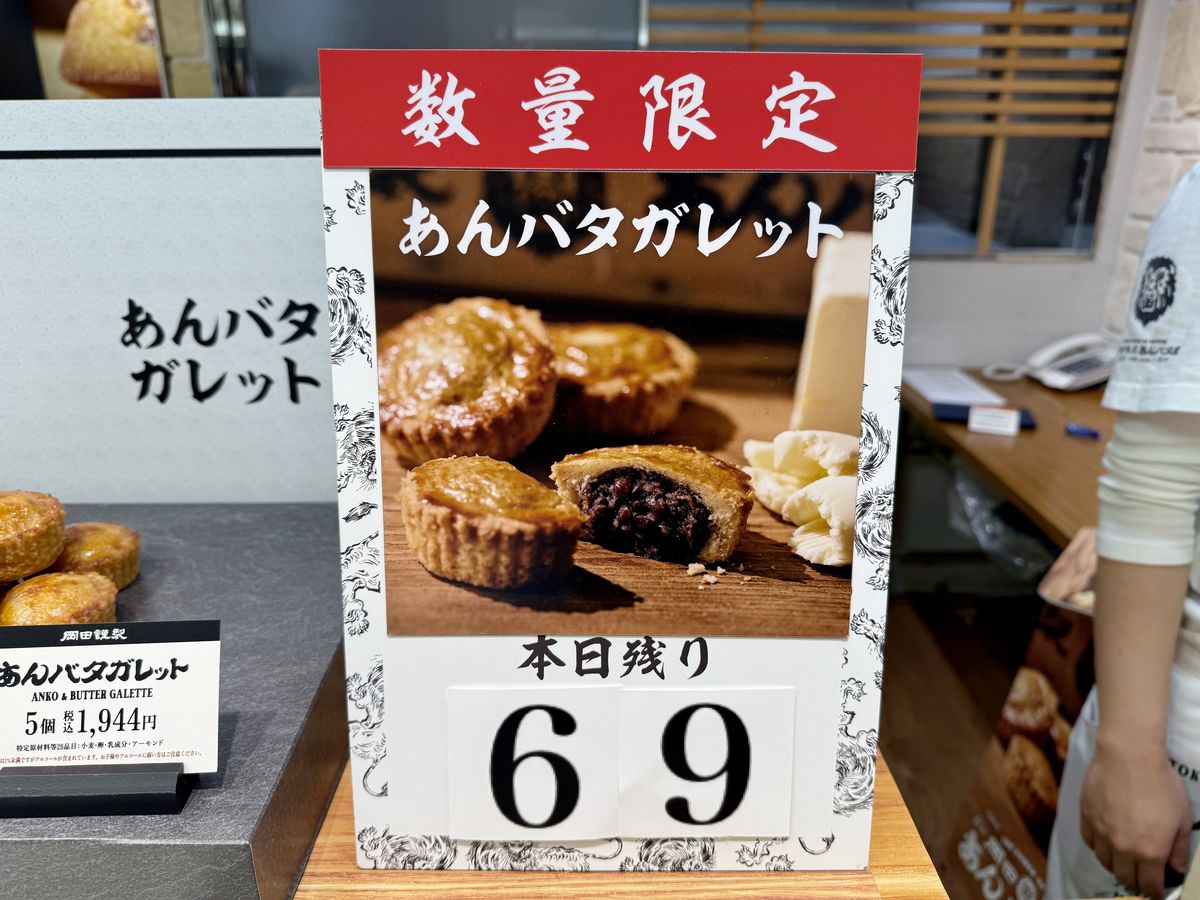 数量限定
あんバタガレット
本日残り
69
あんバタ
ガレット
岡田謹製
あんバタガレット
ANKO & BUTTER GALETTE
5個 税込1,944円
特定原材料等28品目:小麦・卵・乳成分・アーモンド